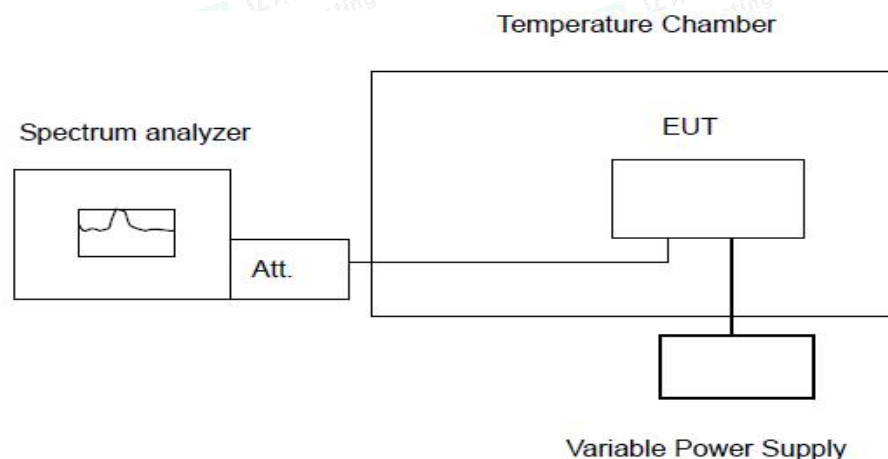 Temperature Chamber
Spectrum analyzer
EUT
Att.
Variable Power Supply